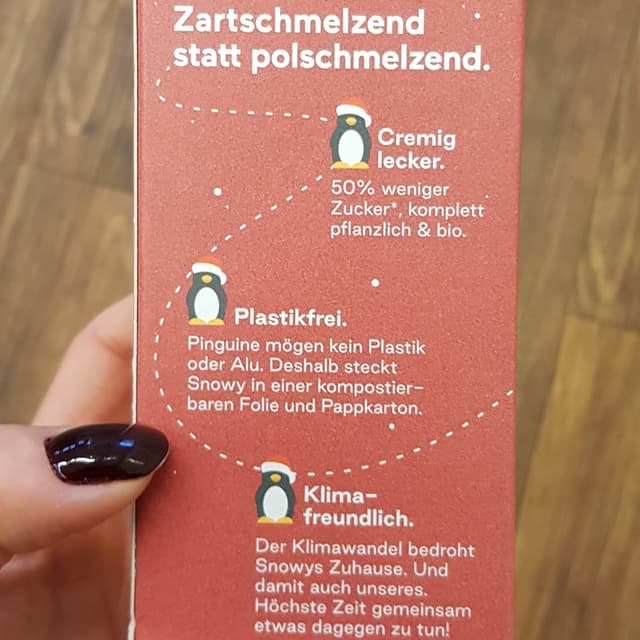 Zartschmelzend
statt polschmelzend.
Cremig
lecker.
50% weniger
Zucker*, komplett
pflanzlich & bio.
Plastikfrei.
Pinguine mögen kein Plastik
oder Alu. Deshalb steckt
Snowy in einer kompostier-
baren Folie und Pappkarton.
Klima-
freundlich.
Der Klimawandel bedroht
Snowys Zuhause. Und
damit auch unseres.
Höchste Zeit gemeinsam
etwas dagegen zu tun!